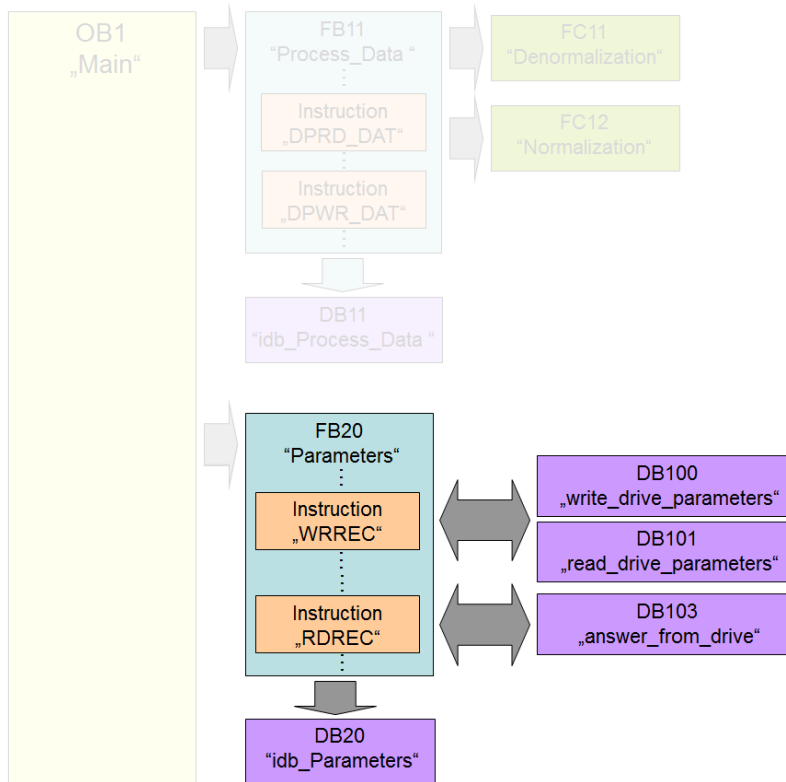 OB1
„Main“
FB11
“Process_Data “
Instruction
„DPRD_DAT“
Instruction
„DPWR_DAT“
FC11
“Denormalization“
FC12
“Normalization“
DB11
“idb_Process_Data “
FB20
“Parameters“
Instruction
„WRREC“
Instruction
„RDREC“
DB100
„write_drive_parameters“
DB101
„read_drive_parameters“
DB103
„answer_from_drive“
DB20
“idb_Parameters“